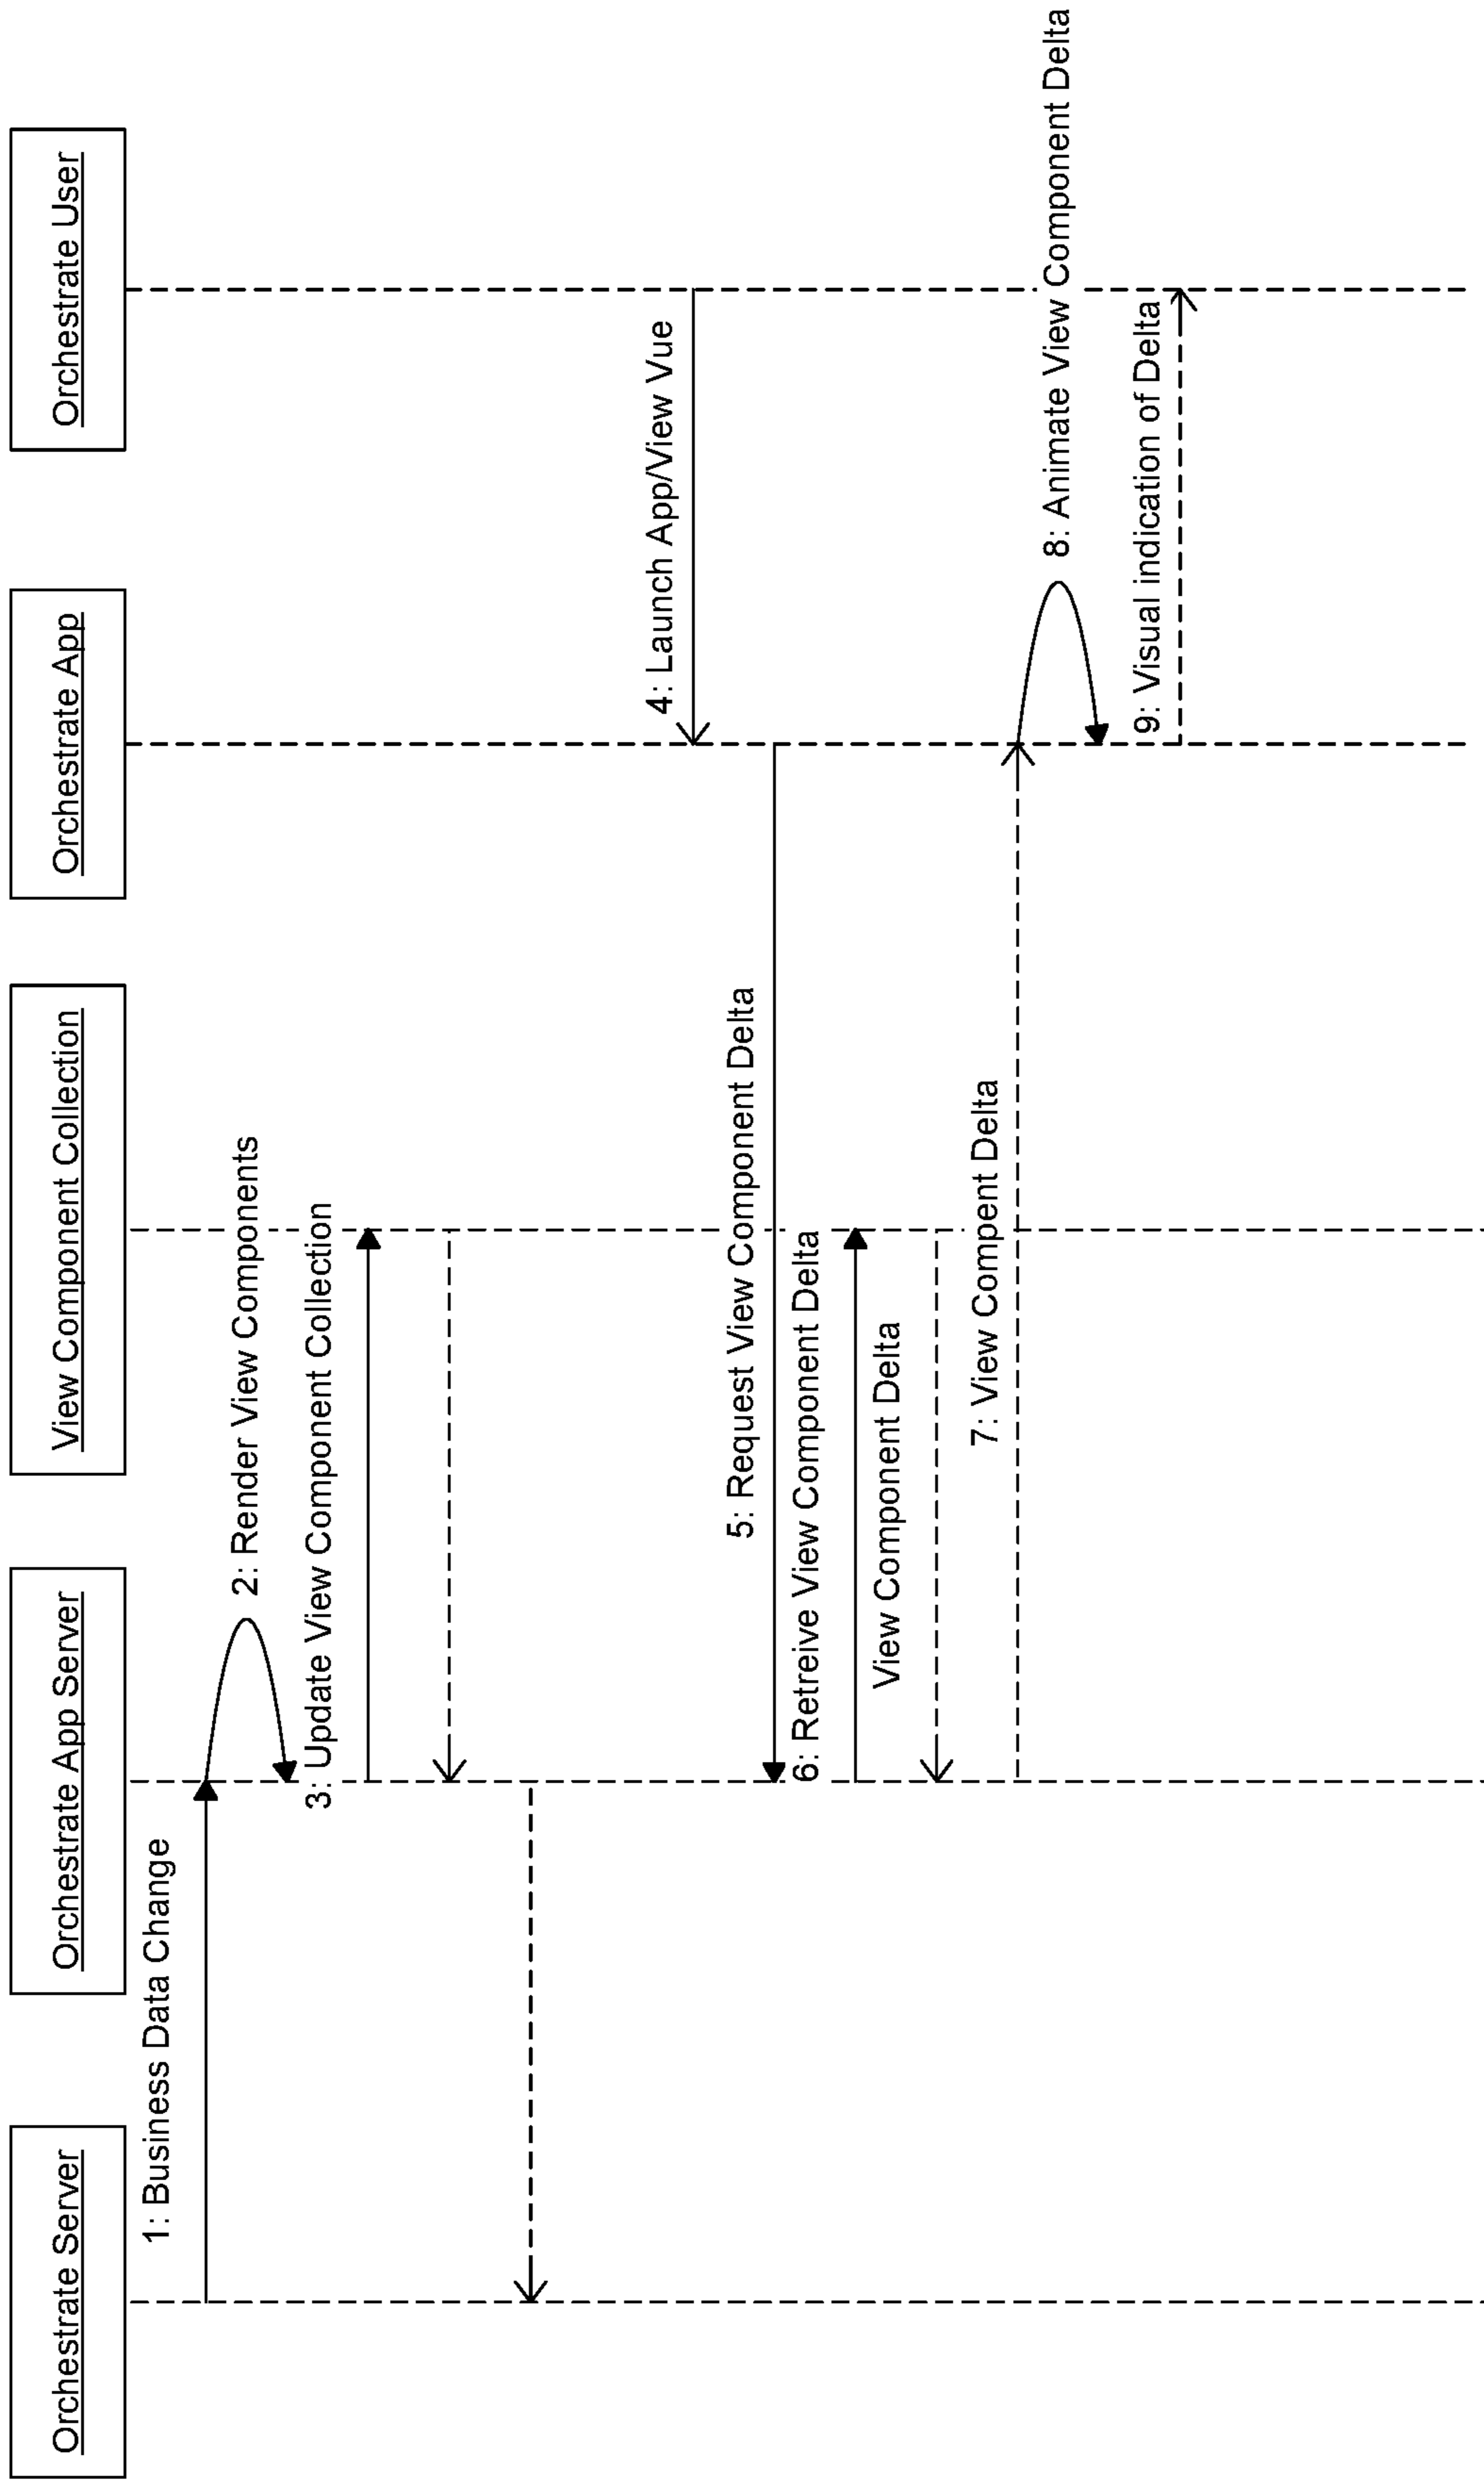 Orchestrate Server
Orchestrate App Server
View Component Collection
Orchestrate App
Orchestrate User
1: Business Data Change
2: Render View Components
3: Update View Component Collection
4: Launch App/View Vue
5: Request View Component Delta
6: Retreive View Component Delta
View Component Delta
7: View Compent Delta
8: Animate View Component Delta
9: Visual indication of Delta